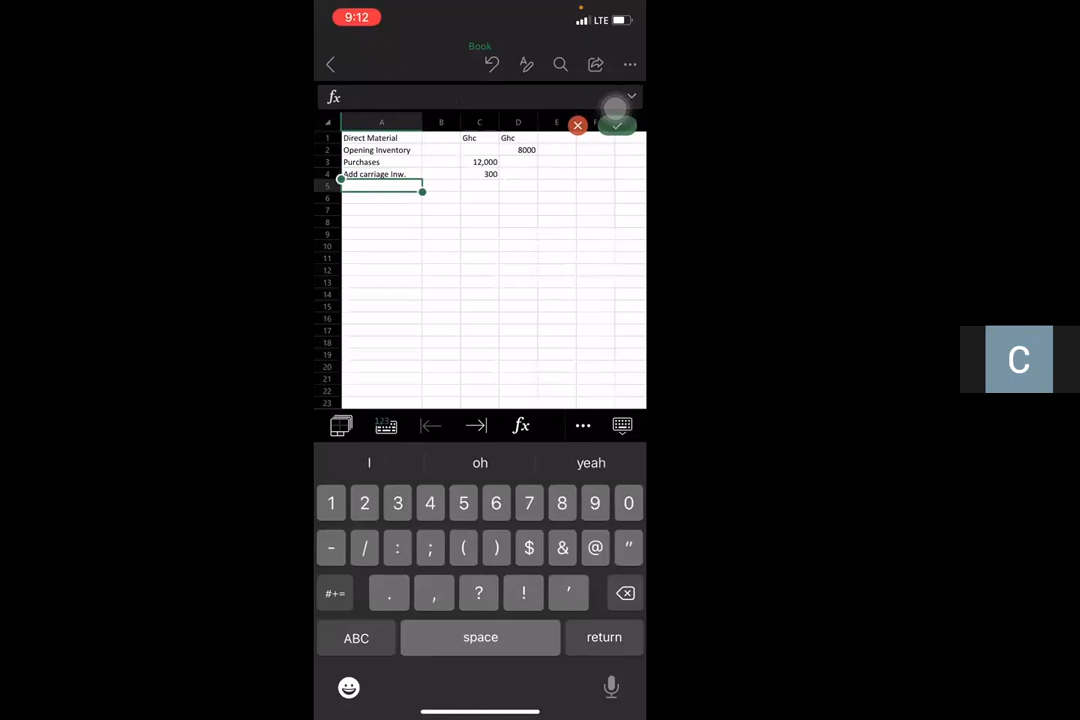 9:12
LTE
Book
fx
A B C D E F
1 Direct Material Ghc Ghc
2 Opening Inventory 8000
3 Purchases 12,000
4 Add carriage Inw. 300
5
6
7
8
9
10
11
12
13
14
15
16
17
18
19
20
21
22
23
123
fx
I oh yeah
1 2 3 4 5 6 7 8 9 0
- / : ; ( ) $ & @ "
#+= . , ? ! '
ABC space return
C